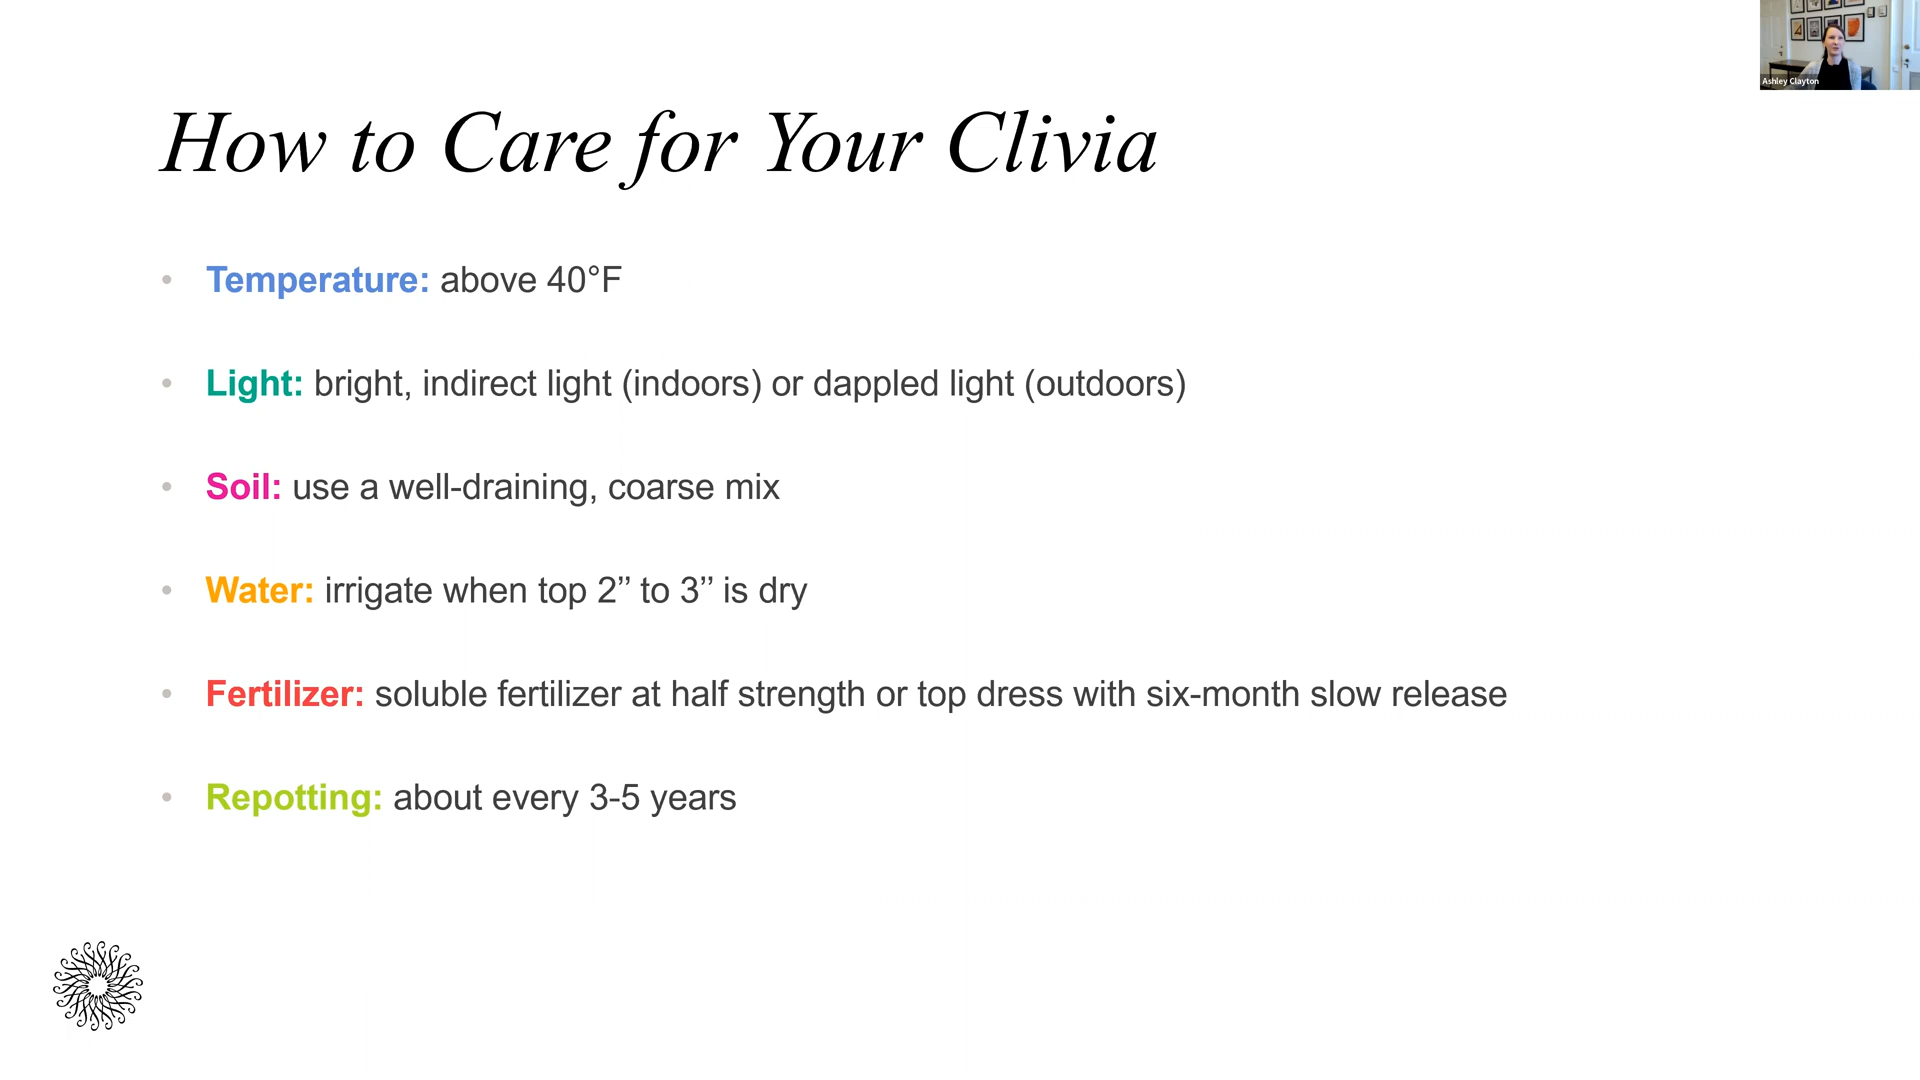 Ashley Clayton
How to Care for Your Clivia
• Temperature: above 40°F
• Light: bright, indirect light (indoors) or dappled light (outdoors)
• Soil: use a well-draining, coarse mix
• Water: irrigate when top 2’’ to 3’’ is dry
• Fertilizer: soluble fertilizer at half strength or top dress with six-month slow release
• Repotting: about every 3-5 years